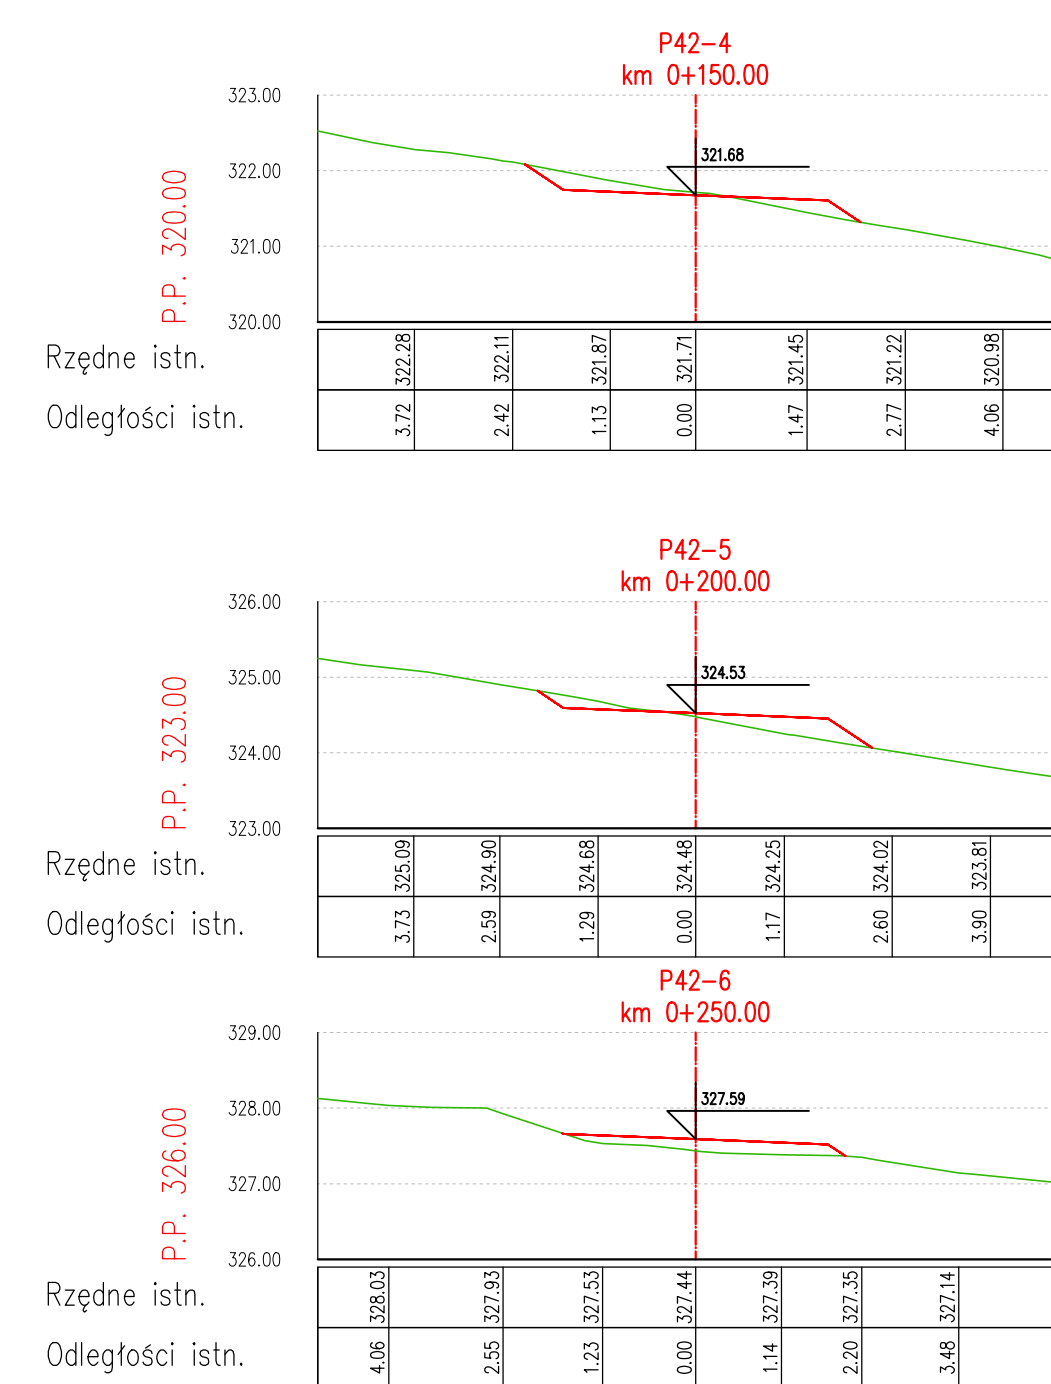 P42-4
km 0+150.00
323.00
321.68
322.00
321.00
320.00
P.P. 320.00
Rzędne istn.
322.28 322.11 321.87 321.71 321.45 321.22 320.98
Odległości istn.
3.72 2.42 1.13 0.00 1.47 2.77 4.06
P42-5
km 0+200.00
326.00
325.00
324.53
324.00
323.00
P.P. 323.00
Rzędne istn.
325.09 324.90 324.68 324.48 324.25 324.02 323.81
Odległości istn.
3.73 2.59 1.29 0.00 1.17 2.60 3.90
P42-6
km 0+250.00
329.00
328.00
327.59
327.00
326.00
P.P. 326.00
Rzędne istn.
328.03 327.93 327.53 327.44 327.39 327.35 327.14
Odległości istn.
4.06 2.55 1.23 0.00 1.14 2.20 3.48